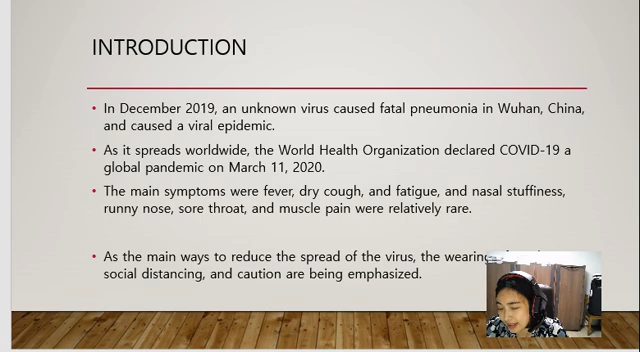 INTRODUCTION
• In December 2019, an unknown virus caused fatal pneumonia in Wuhan, China,
and caused a viral epidemic.
• As it spreads worldwide, the World Health Organization declared COVID-19 a
global pandemic on March 11, 2020.
• The main symptoms were fever, dry cough, and fatigue, and nasal stuffiness,
runny nose, sore throat, and muscle pain were relatively rare.
• As the main ways to reduce the spread of the virus, the wearing
social distancing, and caution are being emphasized.